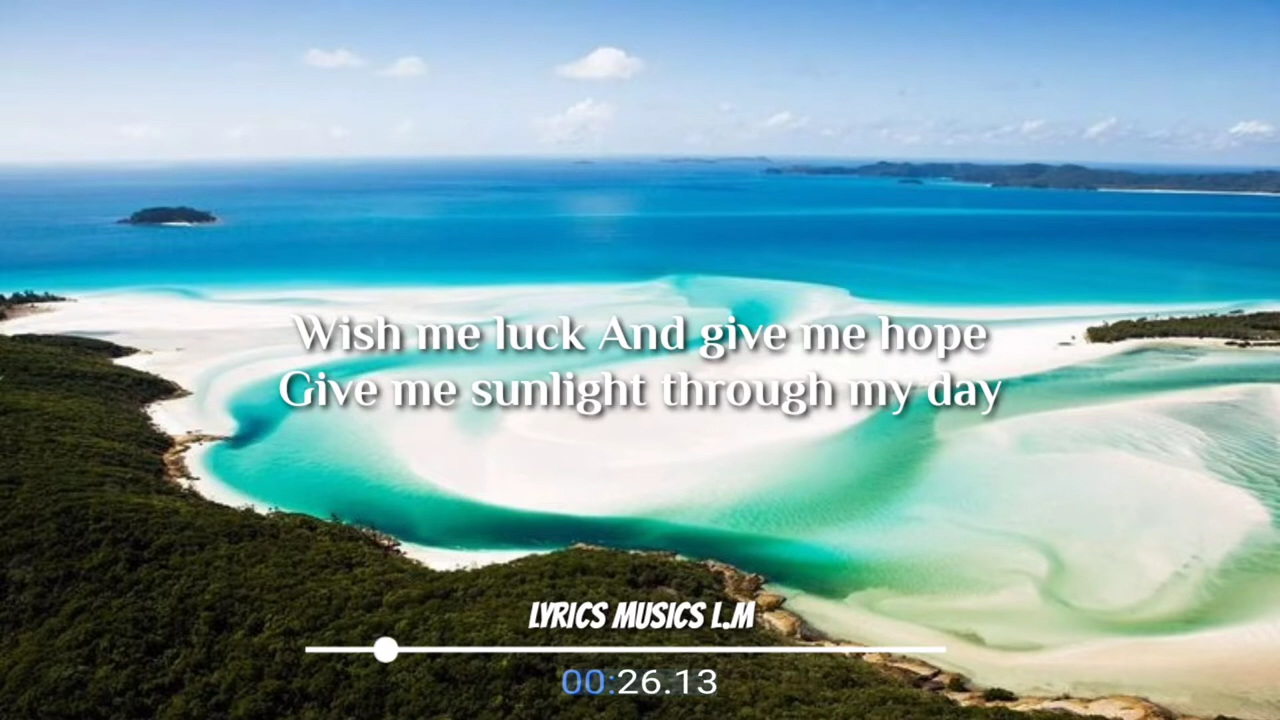 Wish me luck And give me hope
Give me sunlight through my day
LYRICS MUSICS L.M
00:26.13